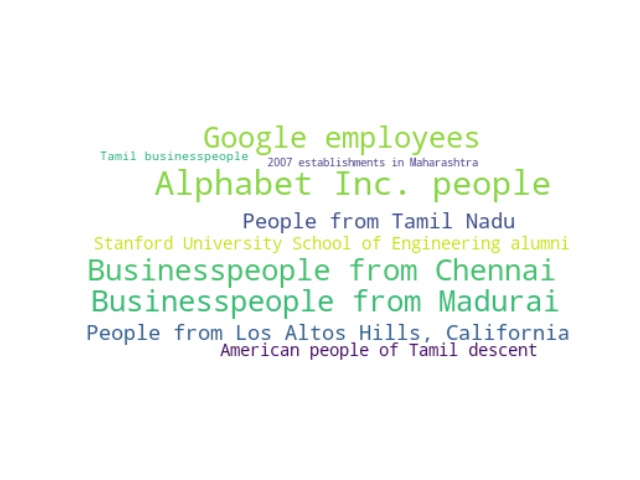 Google employees
Tamil businesspeople
2007 establishments in Maharashtra
Alphabet Inc. people
People from Tamil Nadu
Stanford University School of Engineering alumni
Businesspeople from Chennai
Businesspeople from Madurai
People from Los Altos Hills, California
American people of Tamil descent